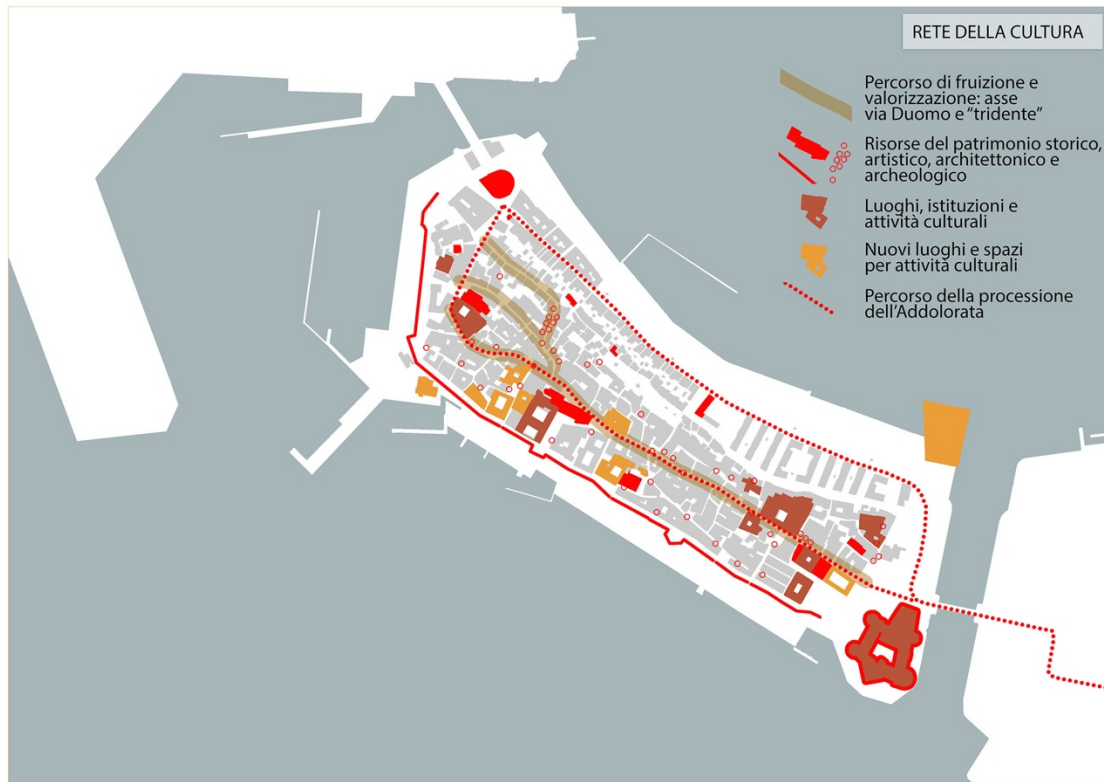 RETE DELLA CULTURA
Percorso di fruizione e
valorizzazione: asse
via Duomo e “tridente”
Risorse del patrimonio storico,
artistico, architettonico e
archeologico
Luoghi, istituzioni e
attività culturali
Nuovi luoghi e spazi
per attività culturali
Percorso della processione
dell’Addolorata